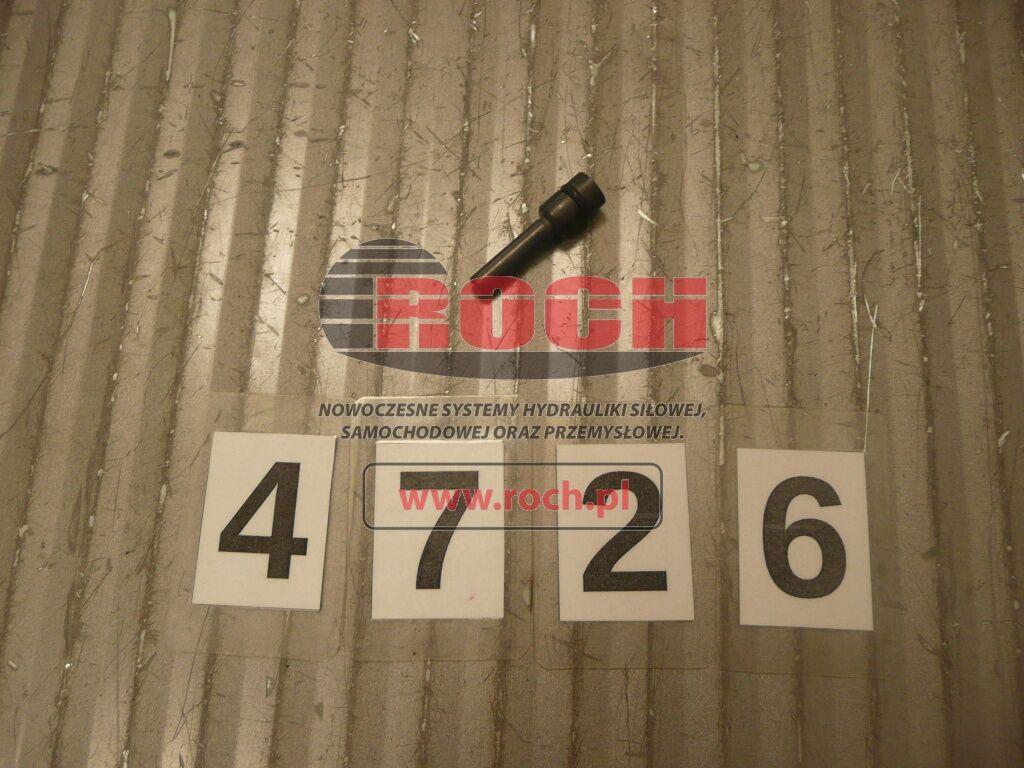 ROCH
NOWOCZESNE SYSTEMY HYDRAULIKI SIŁOWEJ,
SAMOCHODOWEJ ORAZ PRZEMYSŁOWEJ.
www.roch.pl
4 7 2 6